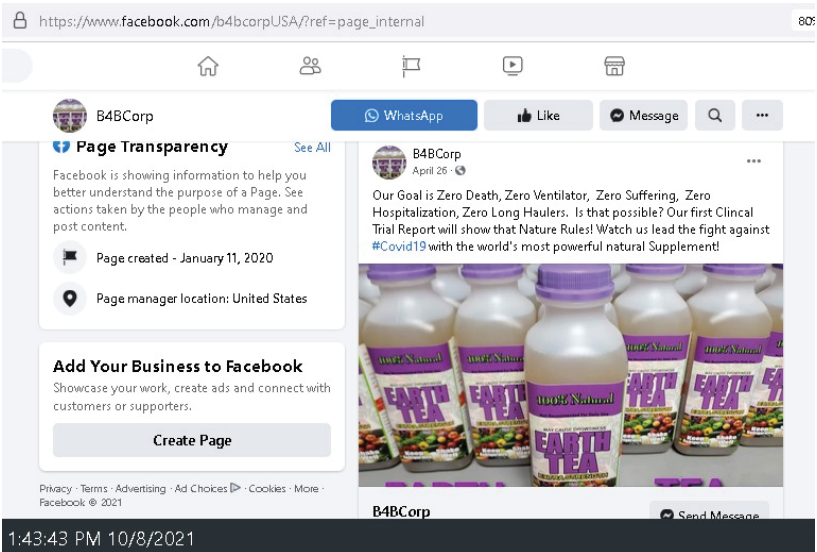 https://www.facebook.com/b4bcorpUSA/?ref=page_internal
80%
B4BCorp
WhatsApp
Like
Message
Page Transparency
See All
Facebook is showing information to help you
better understand the purpose of a Page. See
actions taken by the people who manage and
post content.
Page created - January 11, 2020
Page manager location: United States
Add Your Business to Facebook
Showcase your work, create ads and connect with
customers or supporters.
Create Page
Privacy · Terms · Advertising · Ad Choices · Cookies · More ·
Facebook © 2021
B4BCorp
April 26 ·
Our Goal is Zero Death, Zero Ventilator, Zero Suffering, Zero
Hospitalization, Zero Long Haulers. Is that possible? Our first Clincal
Trial Report will show that Nature Rules! Watch us lead the fight against
#Covid19 with the world's most powerful natural Supplement!
100% Natural
EARTH
TEA
EXTRA STRENGTH
B4BCorp
Send Message
1:43:43 PM 10/8/2021